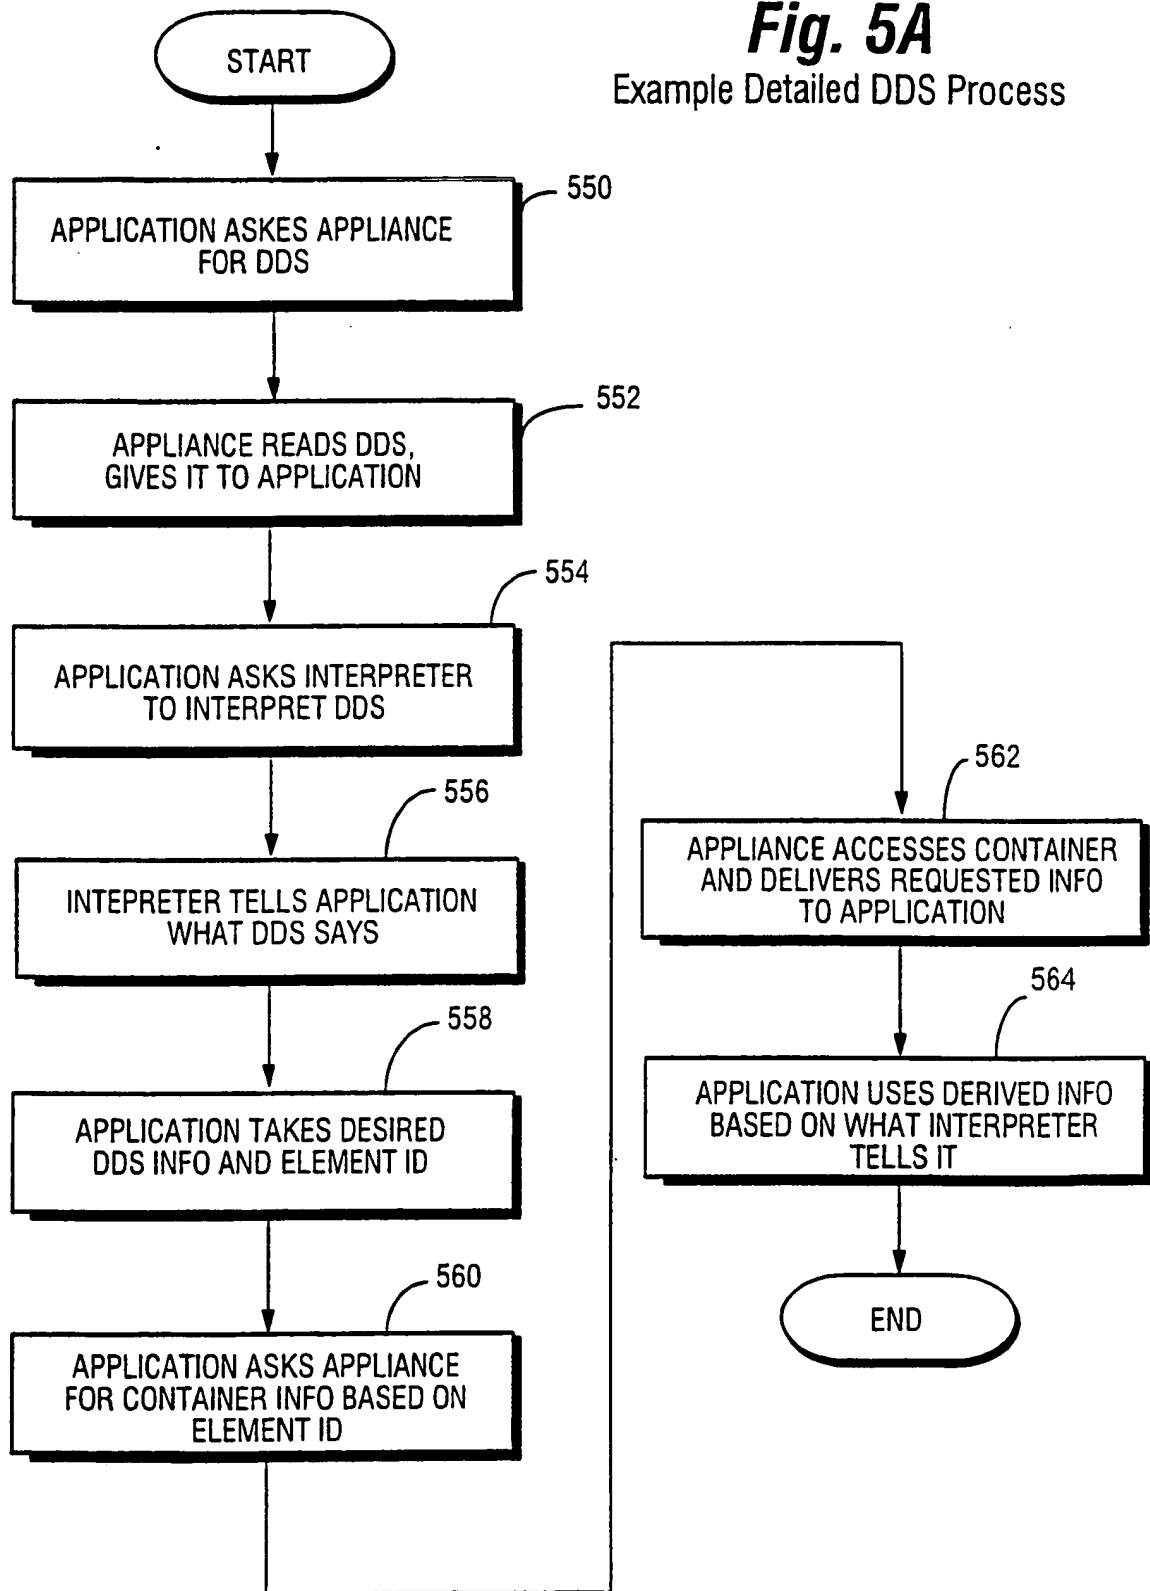 Fig. 5A
Example Detailed DDS Process
START
550
APPLICATION ASKES APPLIANCE
FOR DDS
552
APPLIANCE READS DDS,
GIVES IT TO APPLICATION
554
APPLICATION ASKS INTERPRETER
TO INTERPRET DDS
556
INTEPRETER TELLS APPLICATION
WHAT DDS SAYS
558
APPLICATION TAKES DESIRED
DDS INFO AND ELEMENT ID
560
APPLICATION ASKS APPLIANCE
FOR CONTAINER INFO BASED ON
ELEMENT ID
562
APPLIANCE ACCESSES CONTAINER
AND DELIVERS REQUESTED INFO
TO APPLICATION
564
APPLICATION USES DERIVED INFO
BASED ON WHAT INTERPRETER
TELLS IT
END